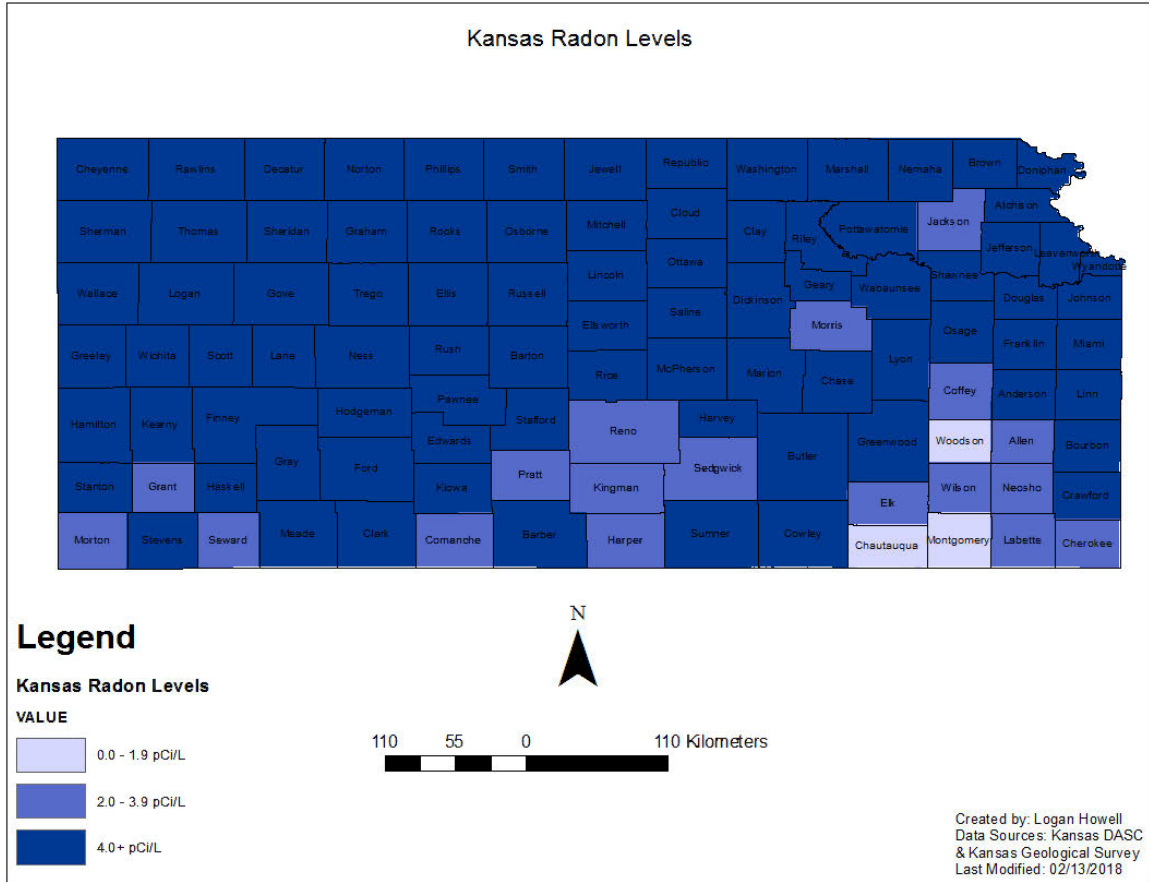 Kansas Radon Levels
Cheyenne Rawlins Decatur Norton Phillips Smith Jewell Republic Washington Marshall Nemaha Brown Doniphan
Sherman Thomas Sheridan Graham Rooks Osborne Mitchell Cloud Clay Riley Pottawatomie Jackson Atchison
Jefferson Leavenworth Wyandotte
Wallace Logan Gove Trego Ellis Russell Lincoln Ottawa Dickinson Geary Wabaunsee Shawnee Douglas Johnson
Greeley Wichita Scott Lane Ness Rush Barton Ellsworth Saline Morris Lyon Osage Franklin Miami
Rice McPherson Marion Chase Coffey Anderson Linn
Hamilton Kearny Finney Hodgeman Pawnee Stafford Reno Harvey Butler Greenwood Woodson Allen Bourbon
Edwards
Stanton Grant Haskell Gray Ford Kiowa Pratt Kingman Sedgwick Elk Wilson Neosho Crawford
Morton Stevens Seward Meade Clark Comanche Barber Harper Sumner Cowley Chautauqua Montgomery Labette Cherokee
N
Legend
Kansas Radon Levels
VALUE
0.0 - 1.9 pCi/L
2.0 - 3.9 pCi/L
4.0+ pCi/L
110 55 0 110 Kilometers
Created by: Logan Howell
Data Sources: Kansas DASC
& Kansas Geological Survey
Last Modified: 02/13/2018